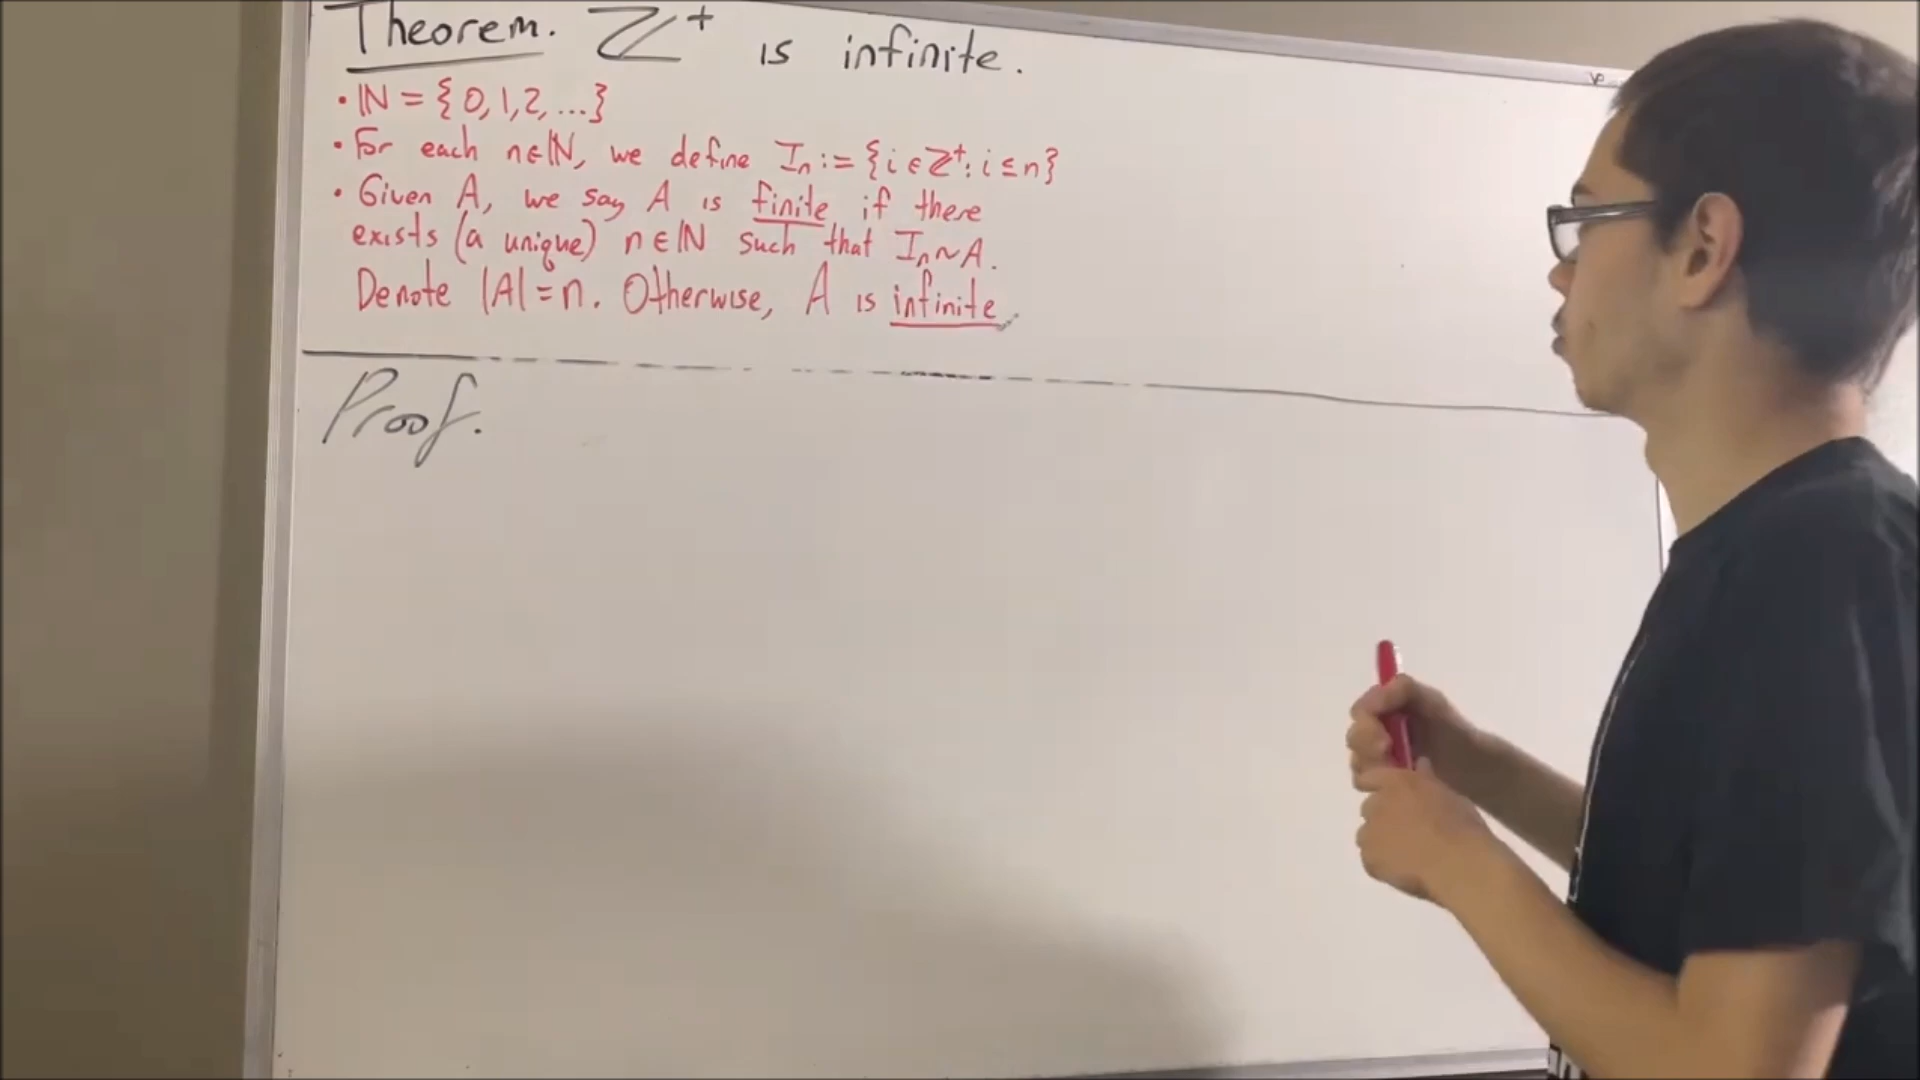 Theorem. ℤ⁺ is infinite.
• ℕ = {0,1,2,...}
• For each n∈ℕ, we define Iₙ := {i∈ℤ⁺: i ≤ n}
• Given A, we say A is finite if there
exists (a unique) n∈ℕ such that Iₙ~A.
Denote |A|=n. Otherwise, A is infinite.
Proof.